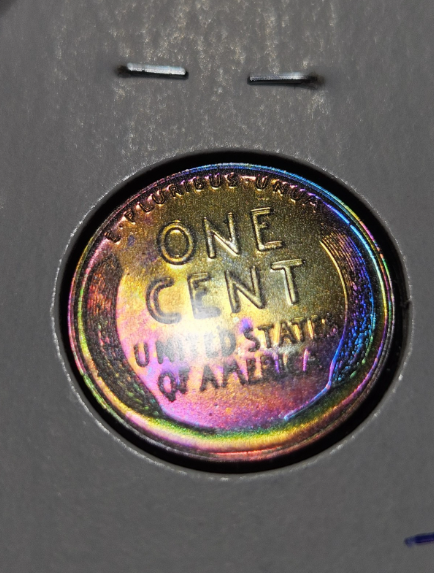 E·PLURIBUS·UNUM
ONE
CENT
UNITED STATES
OF AMERICA